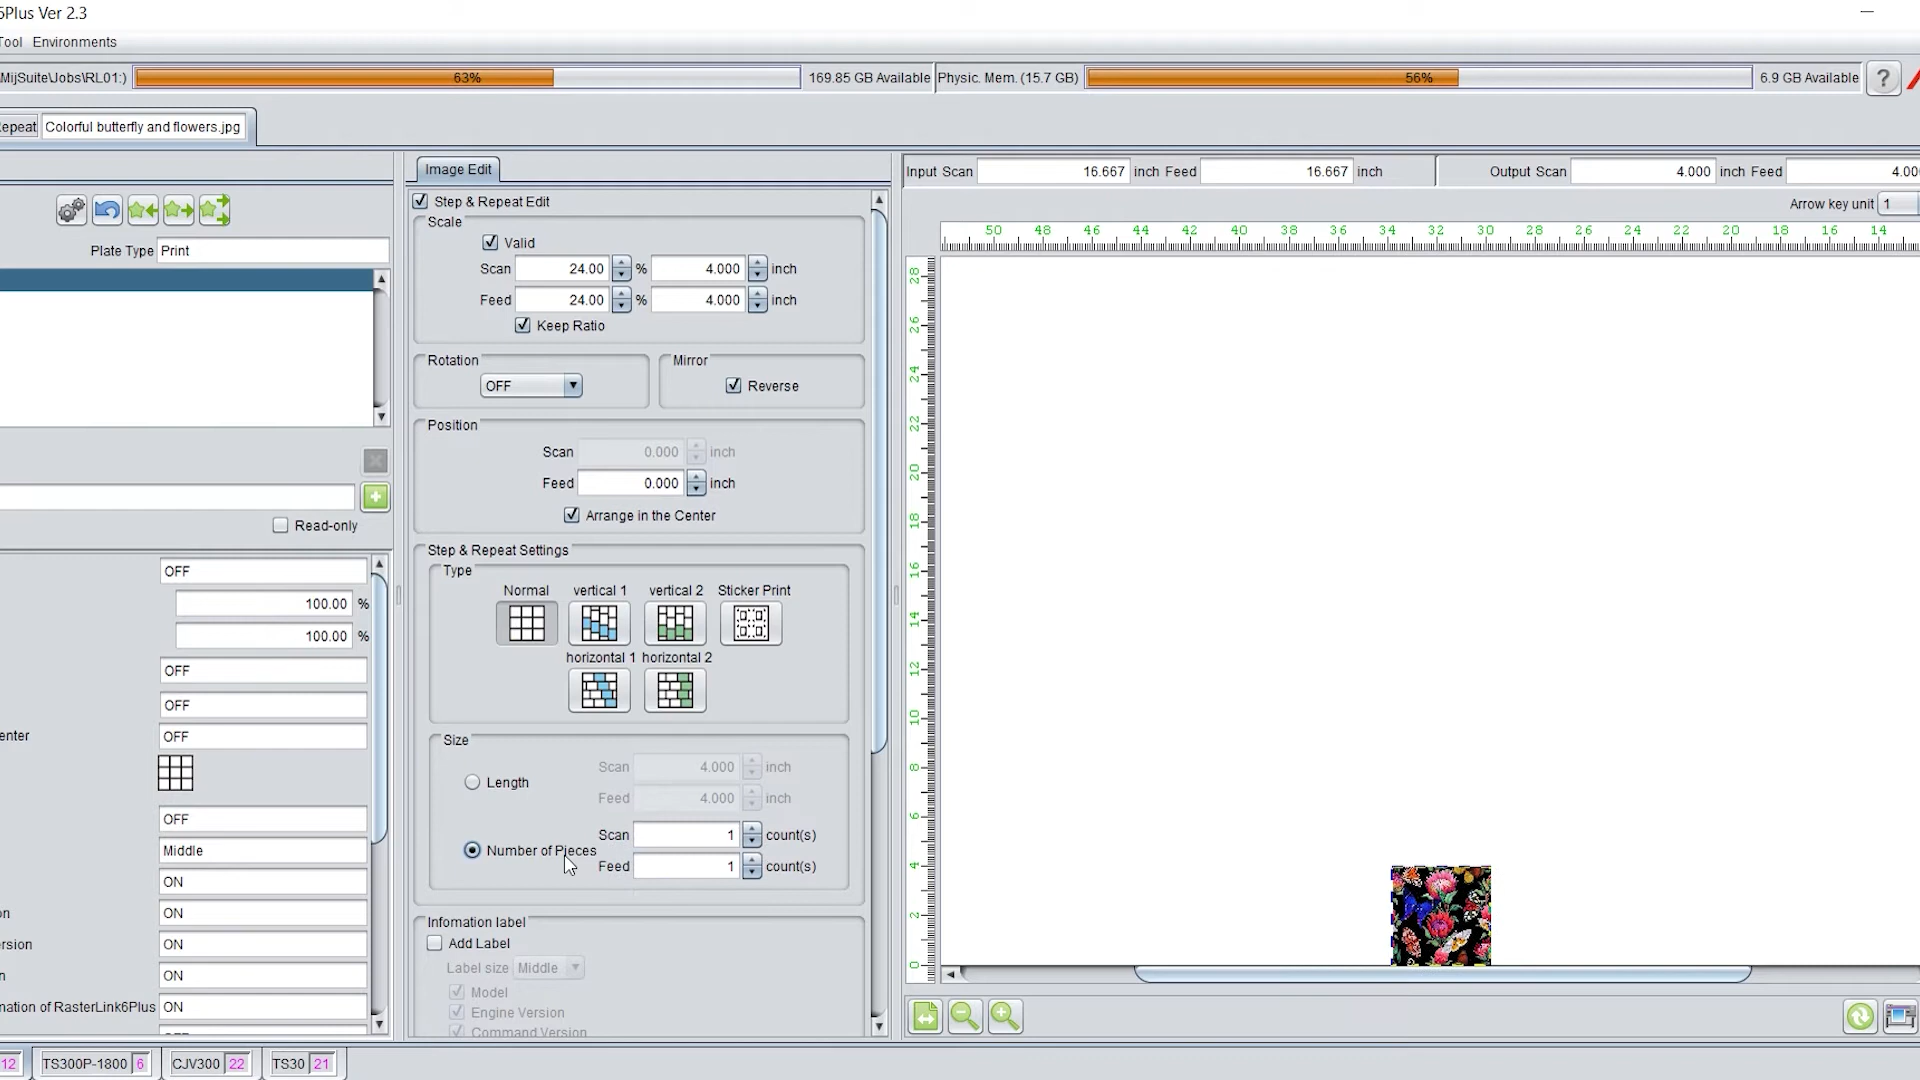 6Plus Ver 2.3
Tool Environments
MijSuite\Jobs\RL01:) 63% 169.85 GB Available Physic. Mem. (15.7 GB) 56% 6.9 GB Available ?
Repeat Colorful butterfly and flowers.jpg
Image Edit
Input Scan 16.667 inch Feed 16.667 inch Output Scan 4.000 inch Feed 4.00
Step & Repeat Edit
Arrow key unit 1
Scale
50 48 46 44 42 40 38 36 34 32 30 28 26 24 22 20 18 16 14
Valid
Plate Type Print
Scan 24.00 % 4.000 inch
Feed 24.00 % 4.000 inch
Keep Ratio
Rotation Mirror
OFF Reverse
Position
Scan 0.000 inch
Feed 0.000 inch
Arrange in the Center
Read-only
Step & Repeat Settings
Type
Normal vertical 1 vertical 2 Sticker Print
horizontal 1 horizontal 2
Size
Length
Scan 4.000 inch
Feed 4.000 inch
Number of Pieces
Scan 1 count(s)
Feed 1 count(s)
Infomation label
Add Label
Label size Middle
Model
Engine Version
Command Version
OFF
100.00 %
100.00 %
OFF
OFF
enter OFF
OFF
Middle
ON
on ON
ersion ON
n ON
mation of RasterLink6Plus ON
28
26
24
22
20
18
16
14
12
10
8
6
4
2
0
12 TS300P-1800 6 CJV300 22 TS30 21